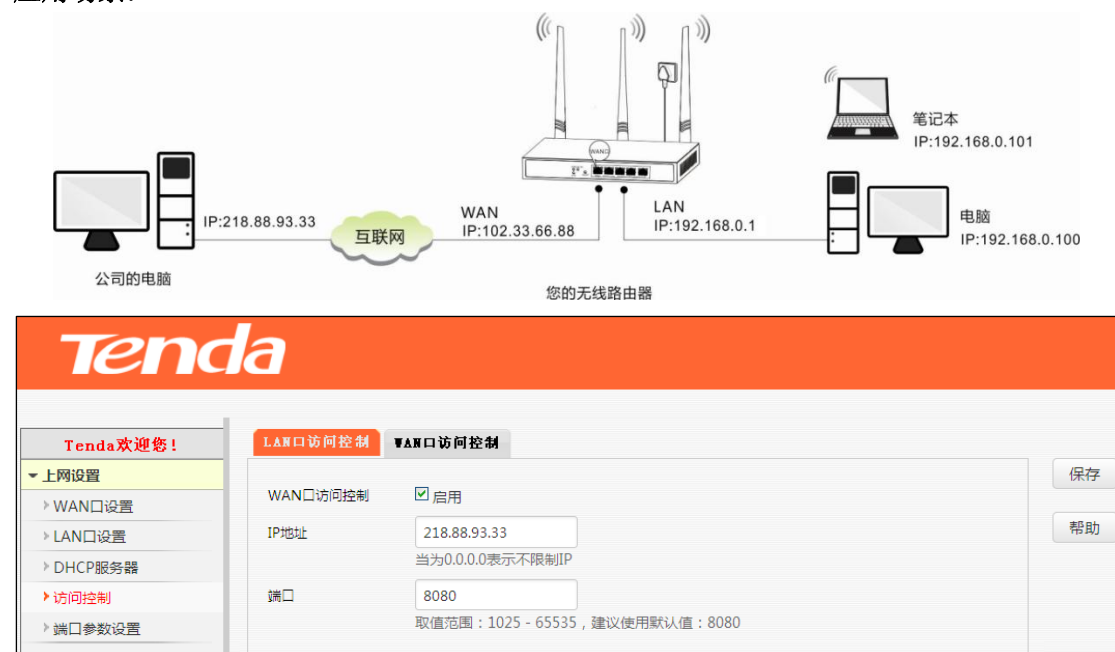 笔记本
IP:192.168.0.101
WAN口
IP:218.88.93.33
互联网
WAN
IP:102.33.66.88
LAN
IP:192.168.0.1
电脑
IP:192.168.0.100
公司的电脑
您的无线路由器
Tenda
Tenda欢迎您!
LAN口访问控制
WAN口访问控制
上网设置
保存
WAN口访问控制
启用
WAN口设置
IP地址
218.88.93.33
帮助
LAN口设置
当为0.0.0.0表示不限制IP
DHCP服务器
访问控制
端口
8080
取值范围:1025 - 65535,建议使用默认值:8080
端口参数设置